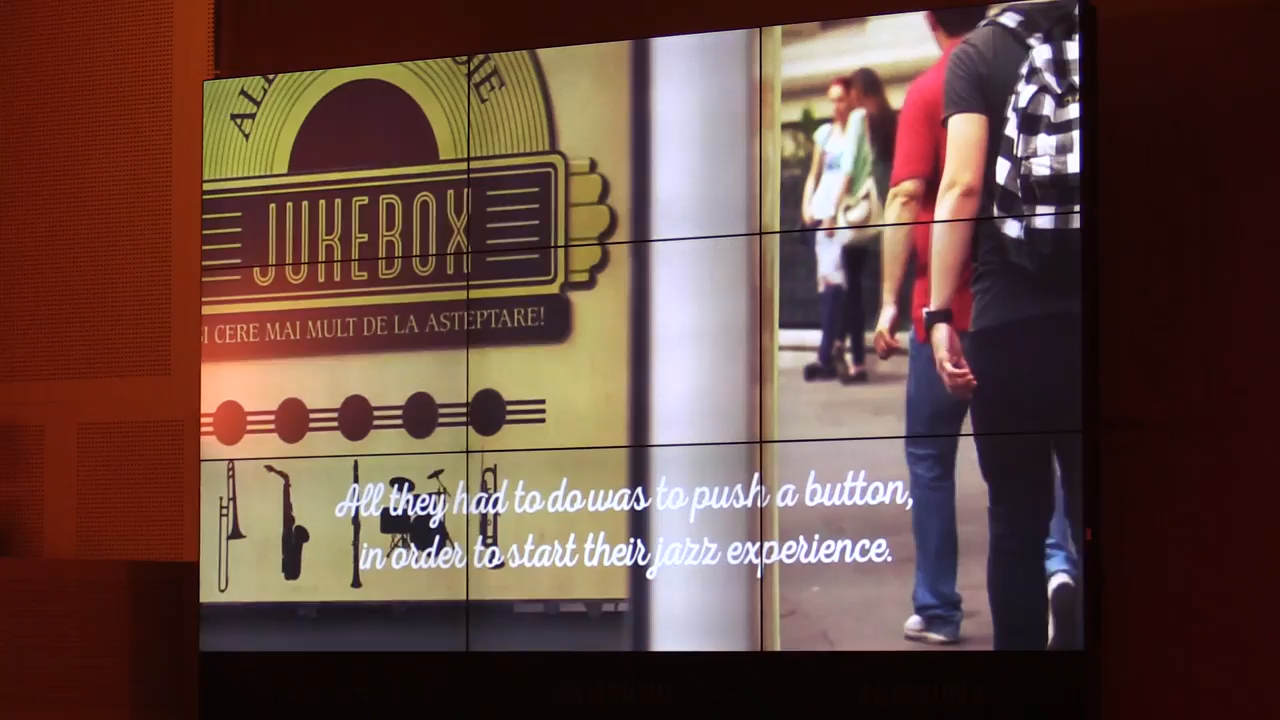 JUKEBOX
CERE MAI MULT DE LA ASTEPTARE!
All they had to do was to push a button,
in order to start their jazz experience.